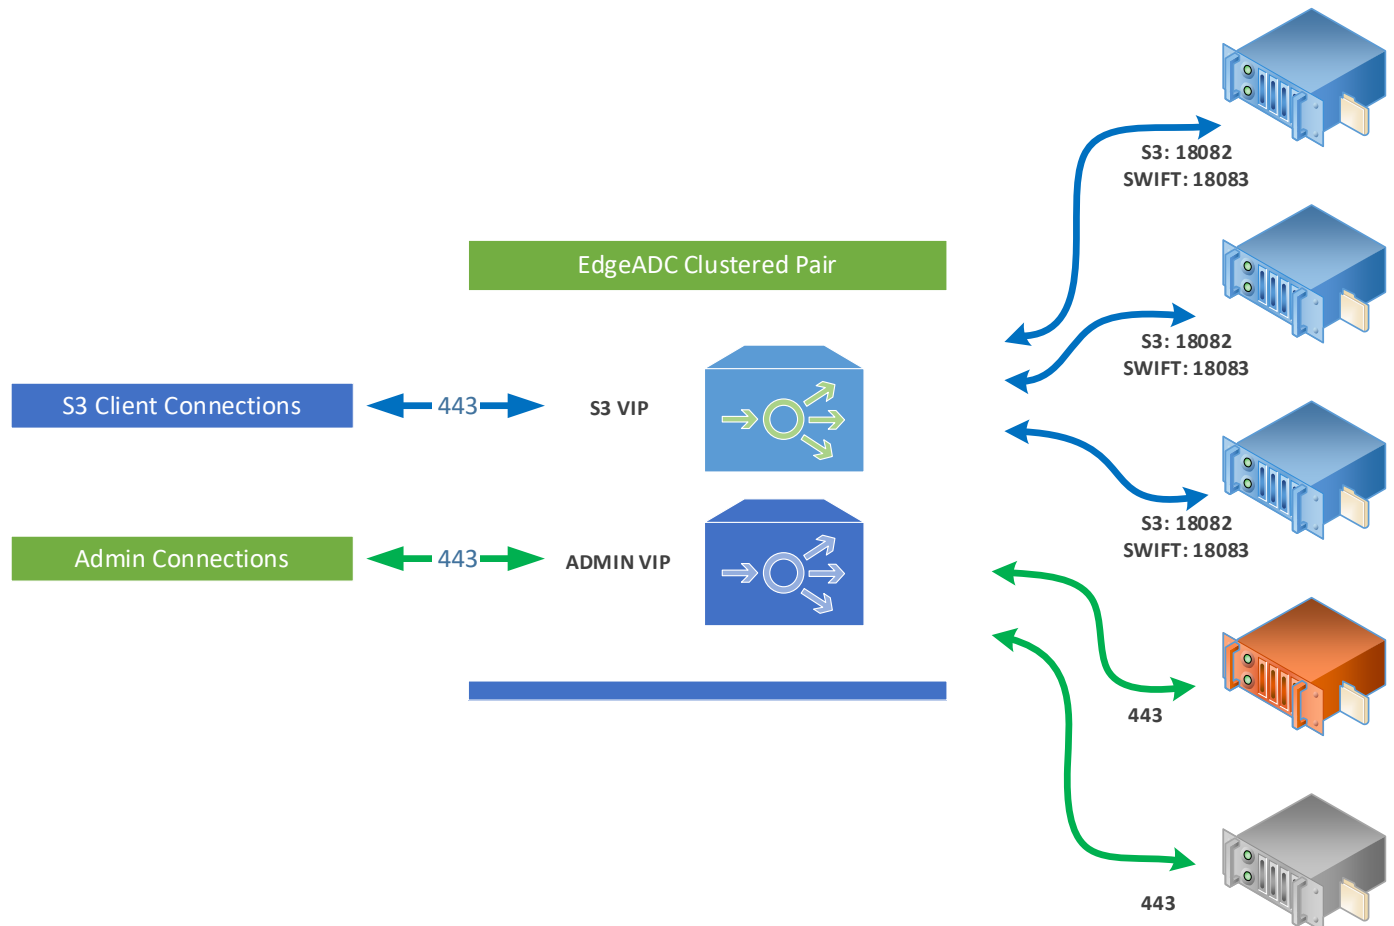 S3: 18082
SWIFT: 18083
EdgeADC Clustered Pair
S3: 18082
SWIFT: 18083
S3 Client Connections
443
S3 VIP
S3: 18082
SWIFT: 18083
Admin Connections
443
ADMIN VIP
443
443